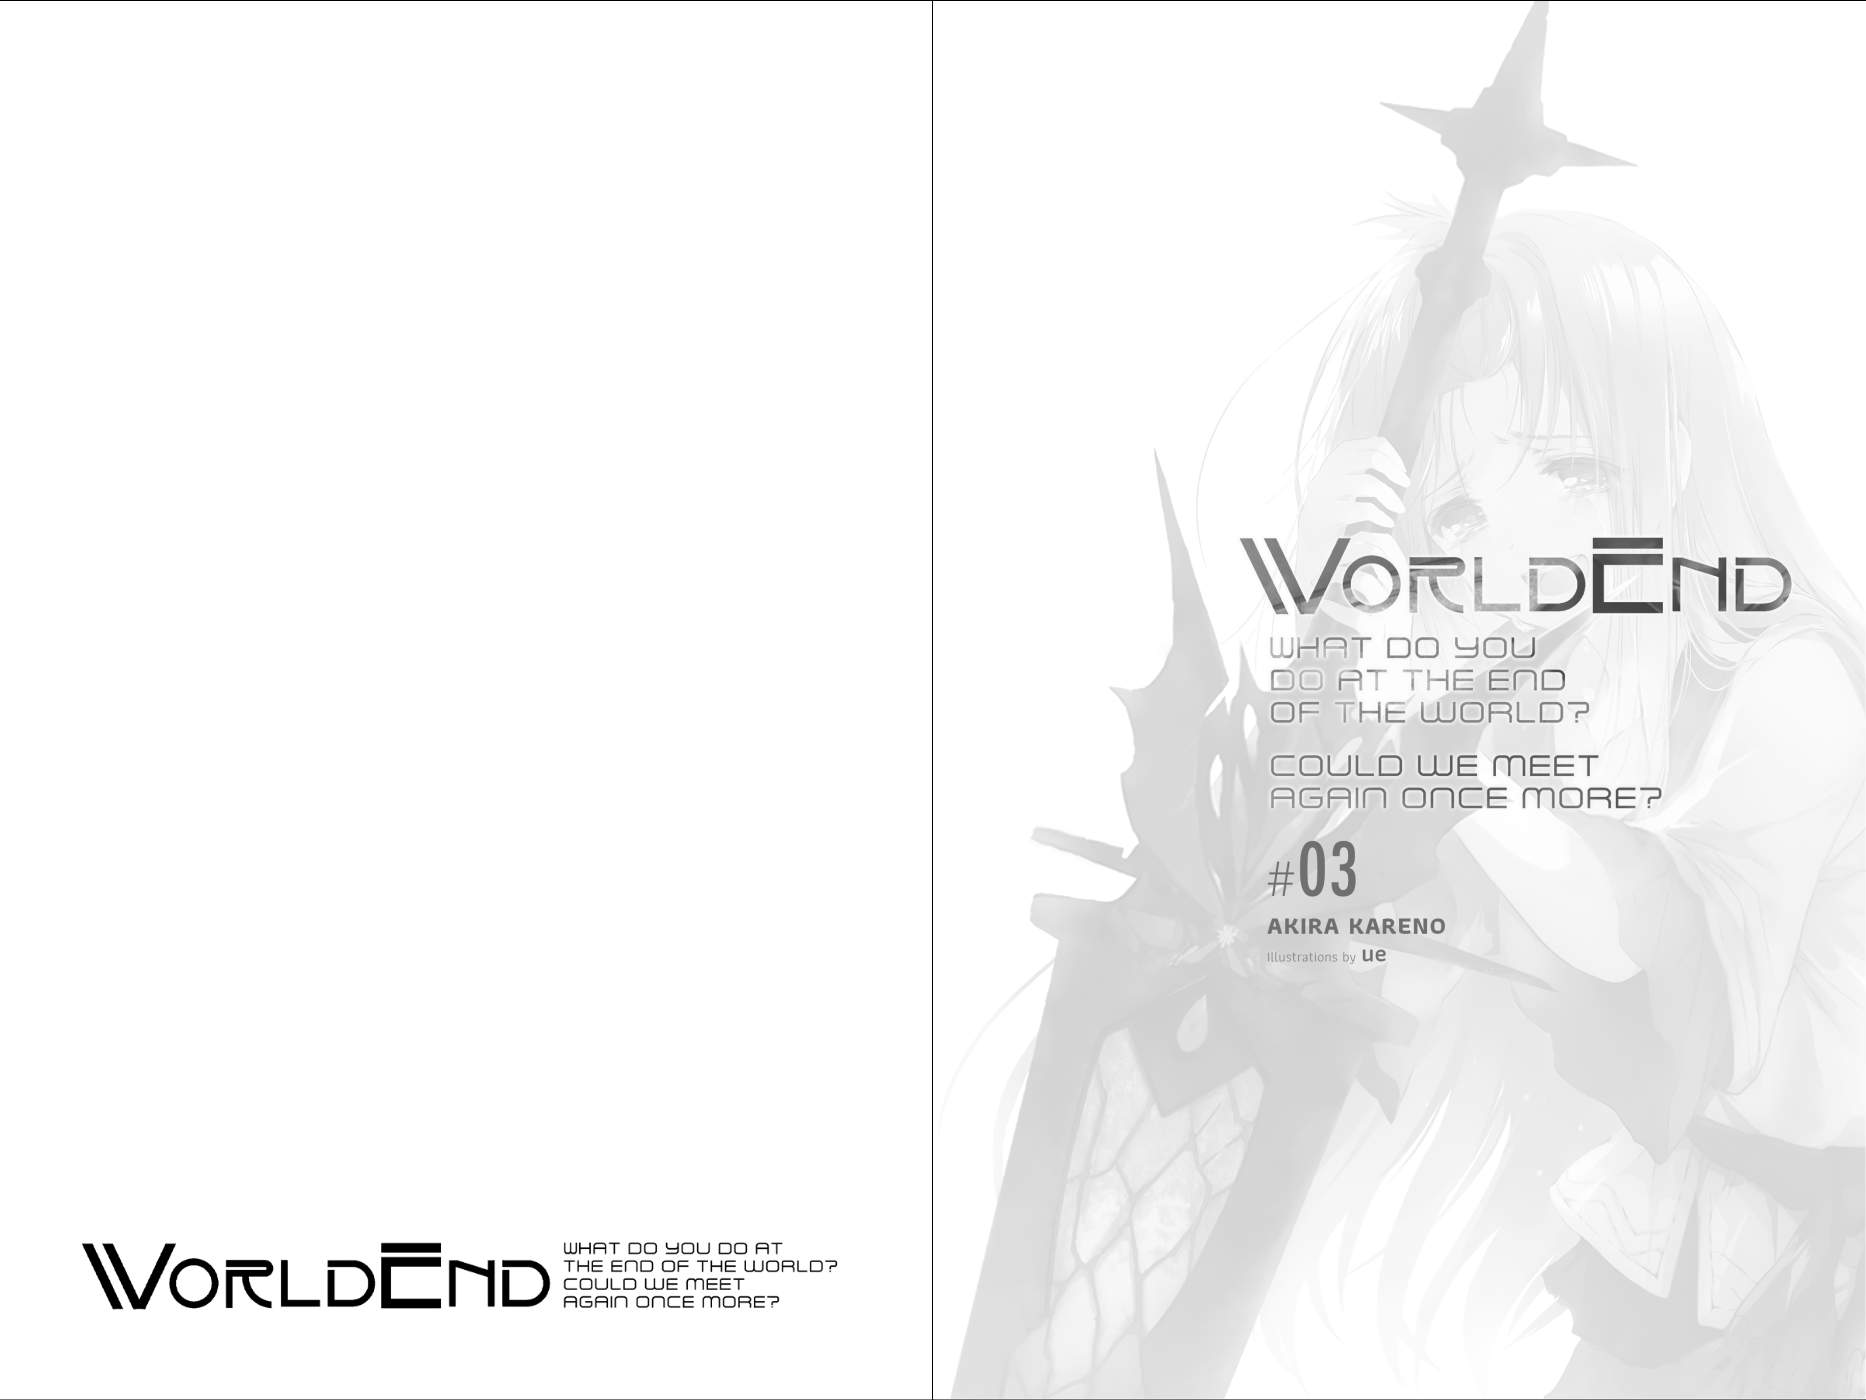 WORLDEND
WHAT DO YOU DO AT
THE END OF THE WORLD?
COULD WE MEET
AGAIN ONCE MORE?
WORLDEND
WHAT DO YOU
DO AT THE END
OF THE WORLD?
COULD WE MEET
AGAIN ONCE MORE?
#03
AKIRA KARENO
Illustrations by ue